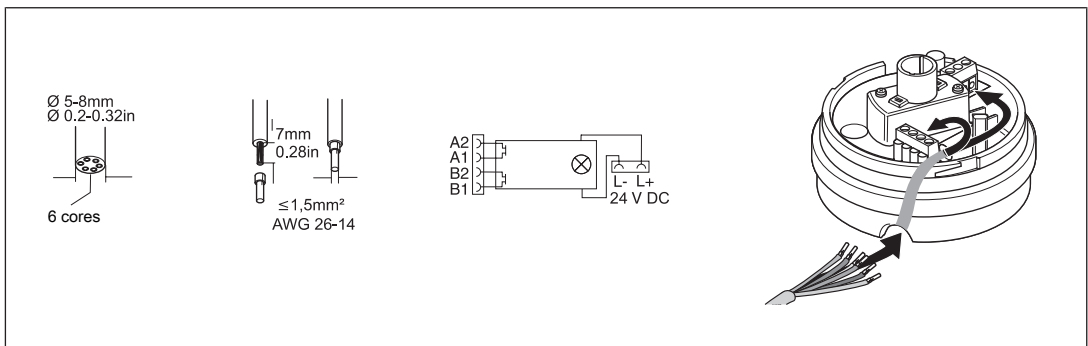 Ø 5-8mm
Ø 0.2-0.32in
6 cores
7mm
0.28in
≤1,5mm²
AWG 26-14
A2
A1
B2
B1
L- L+
24 V DC